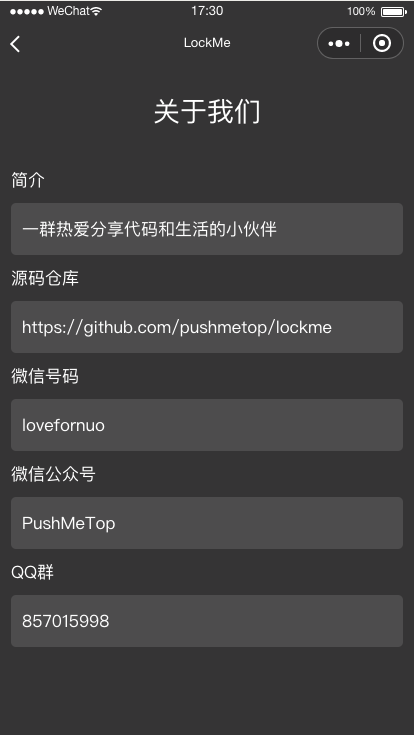 ●●●●● WeChat 17:30 100%
LockMe
关于我们
简介
一群热爱分享代码和生活的小伙伴
源码仓库
https://github.com/pushmetop/lockme
微信号码
lovefornuo
微信公众号
PushMeTop
QQ群
857015998